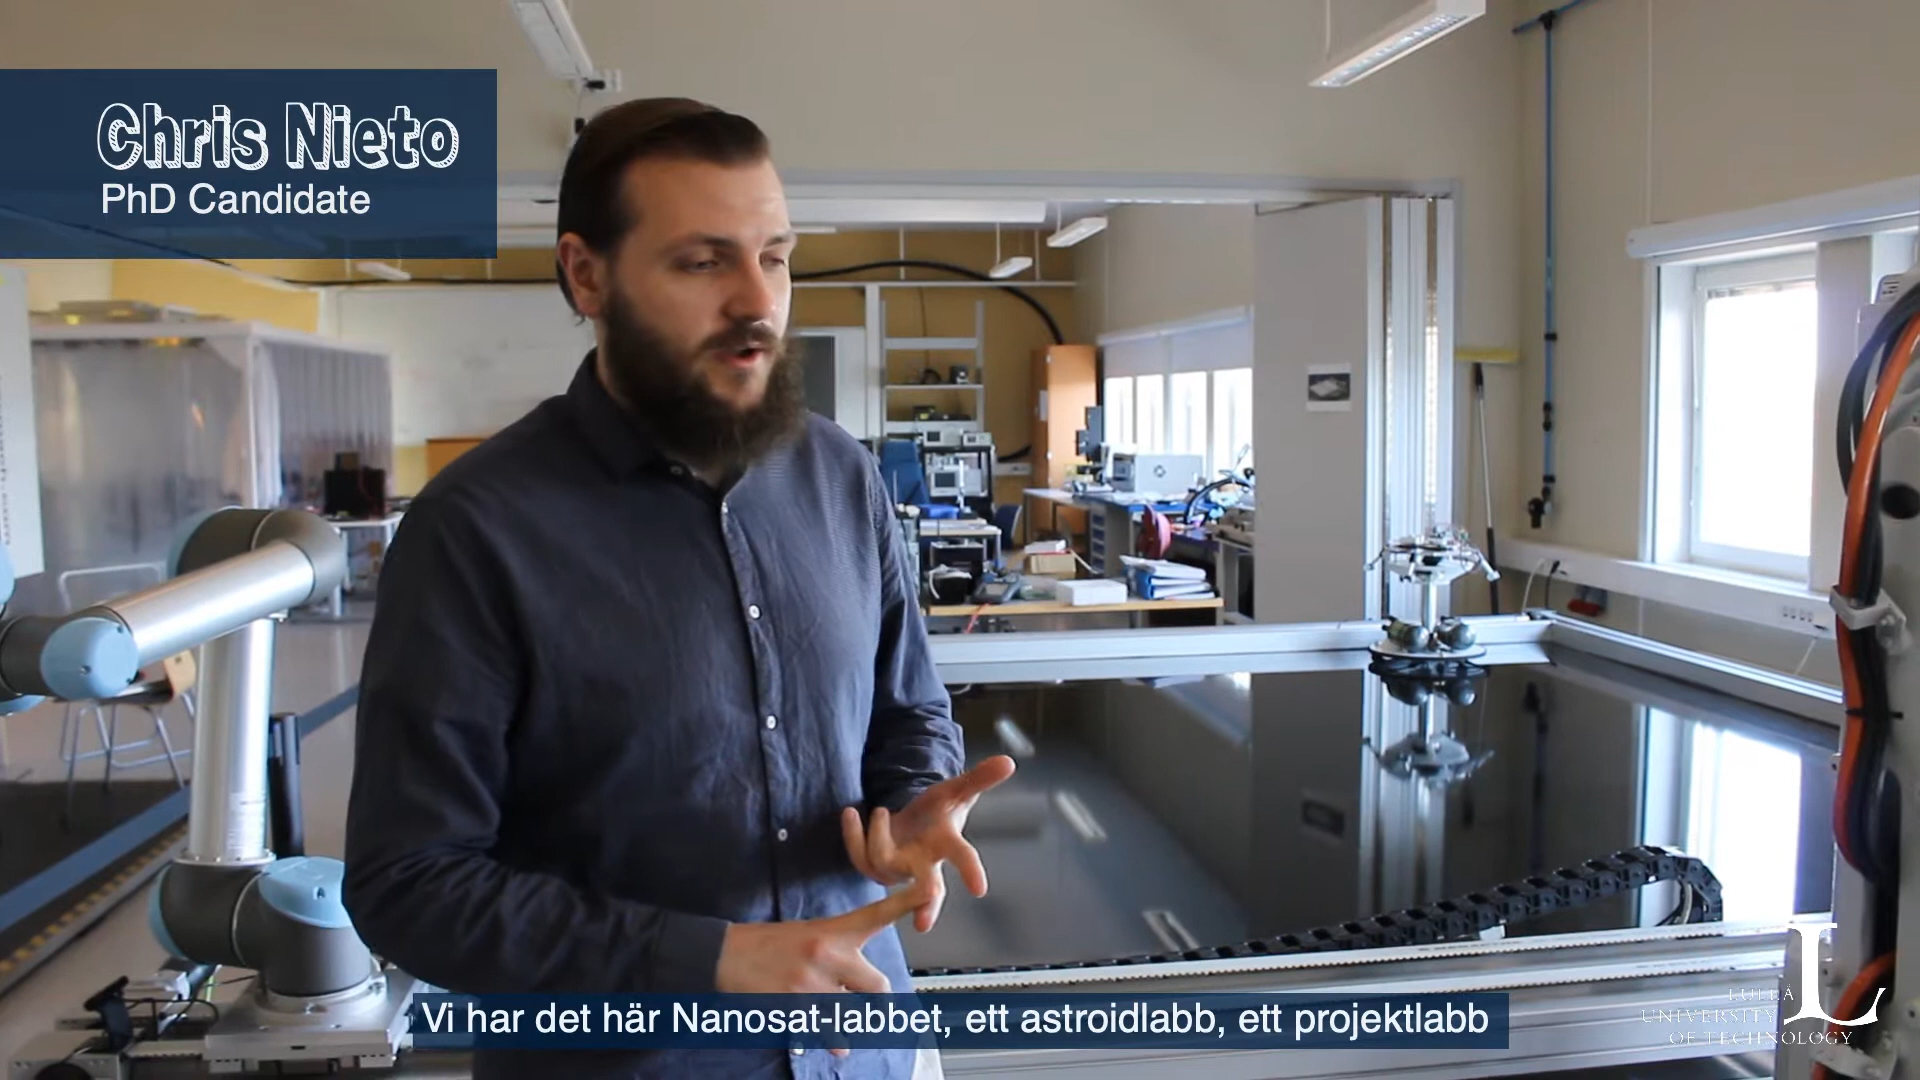 Chris Nieto
PhD Candidate
Vi har det här Nanosat-labbet, ett astroidlabb, ett projektlabb
LULEÅ
UNIVERSITY
OF TECHNOLOGY